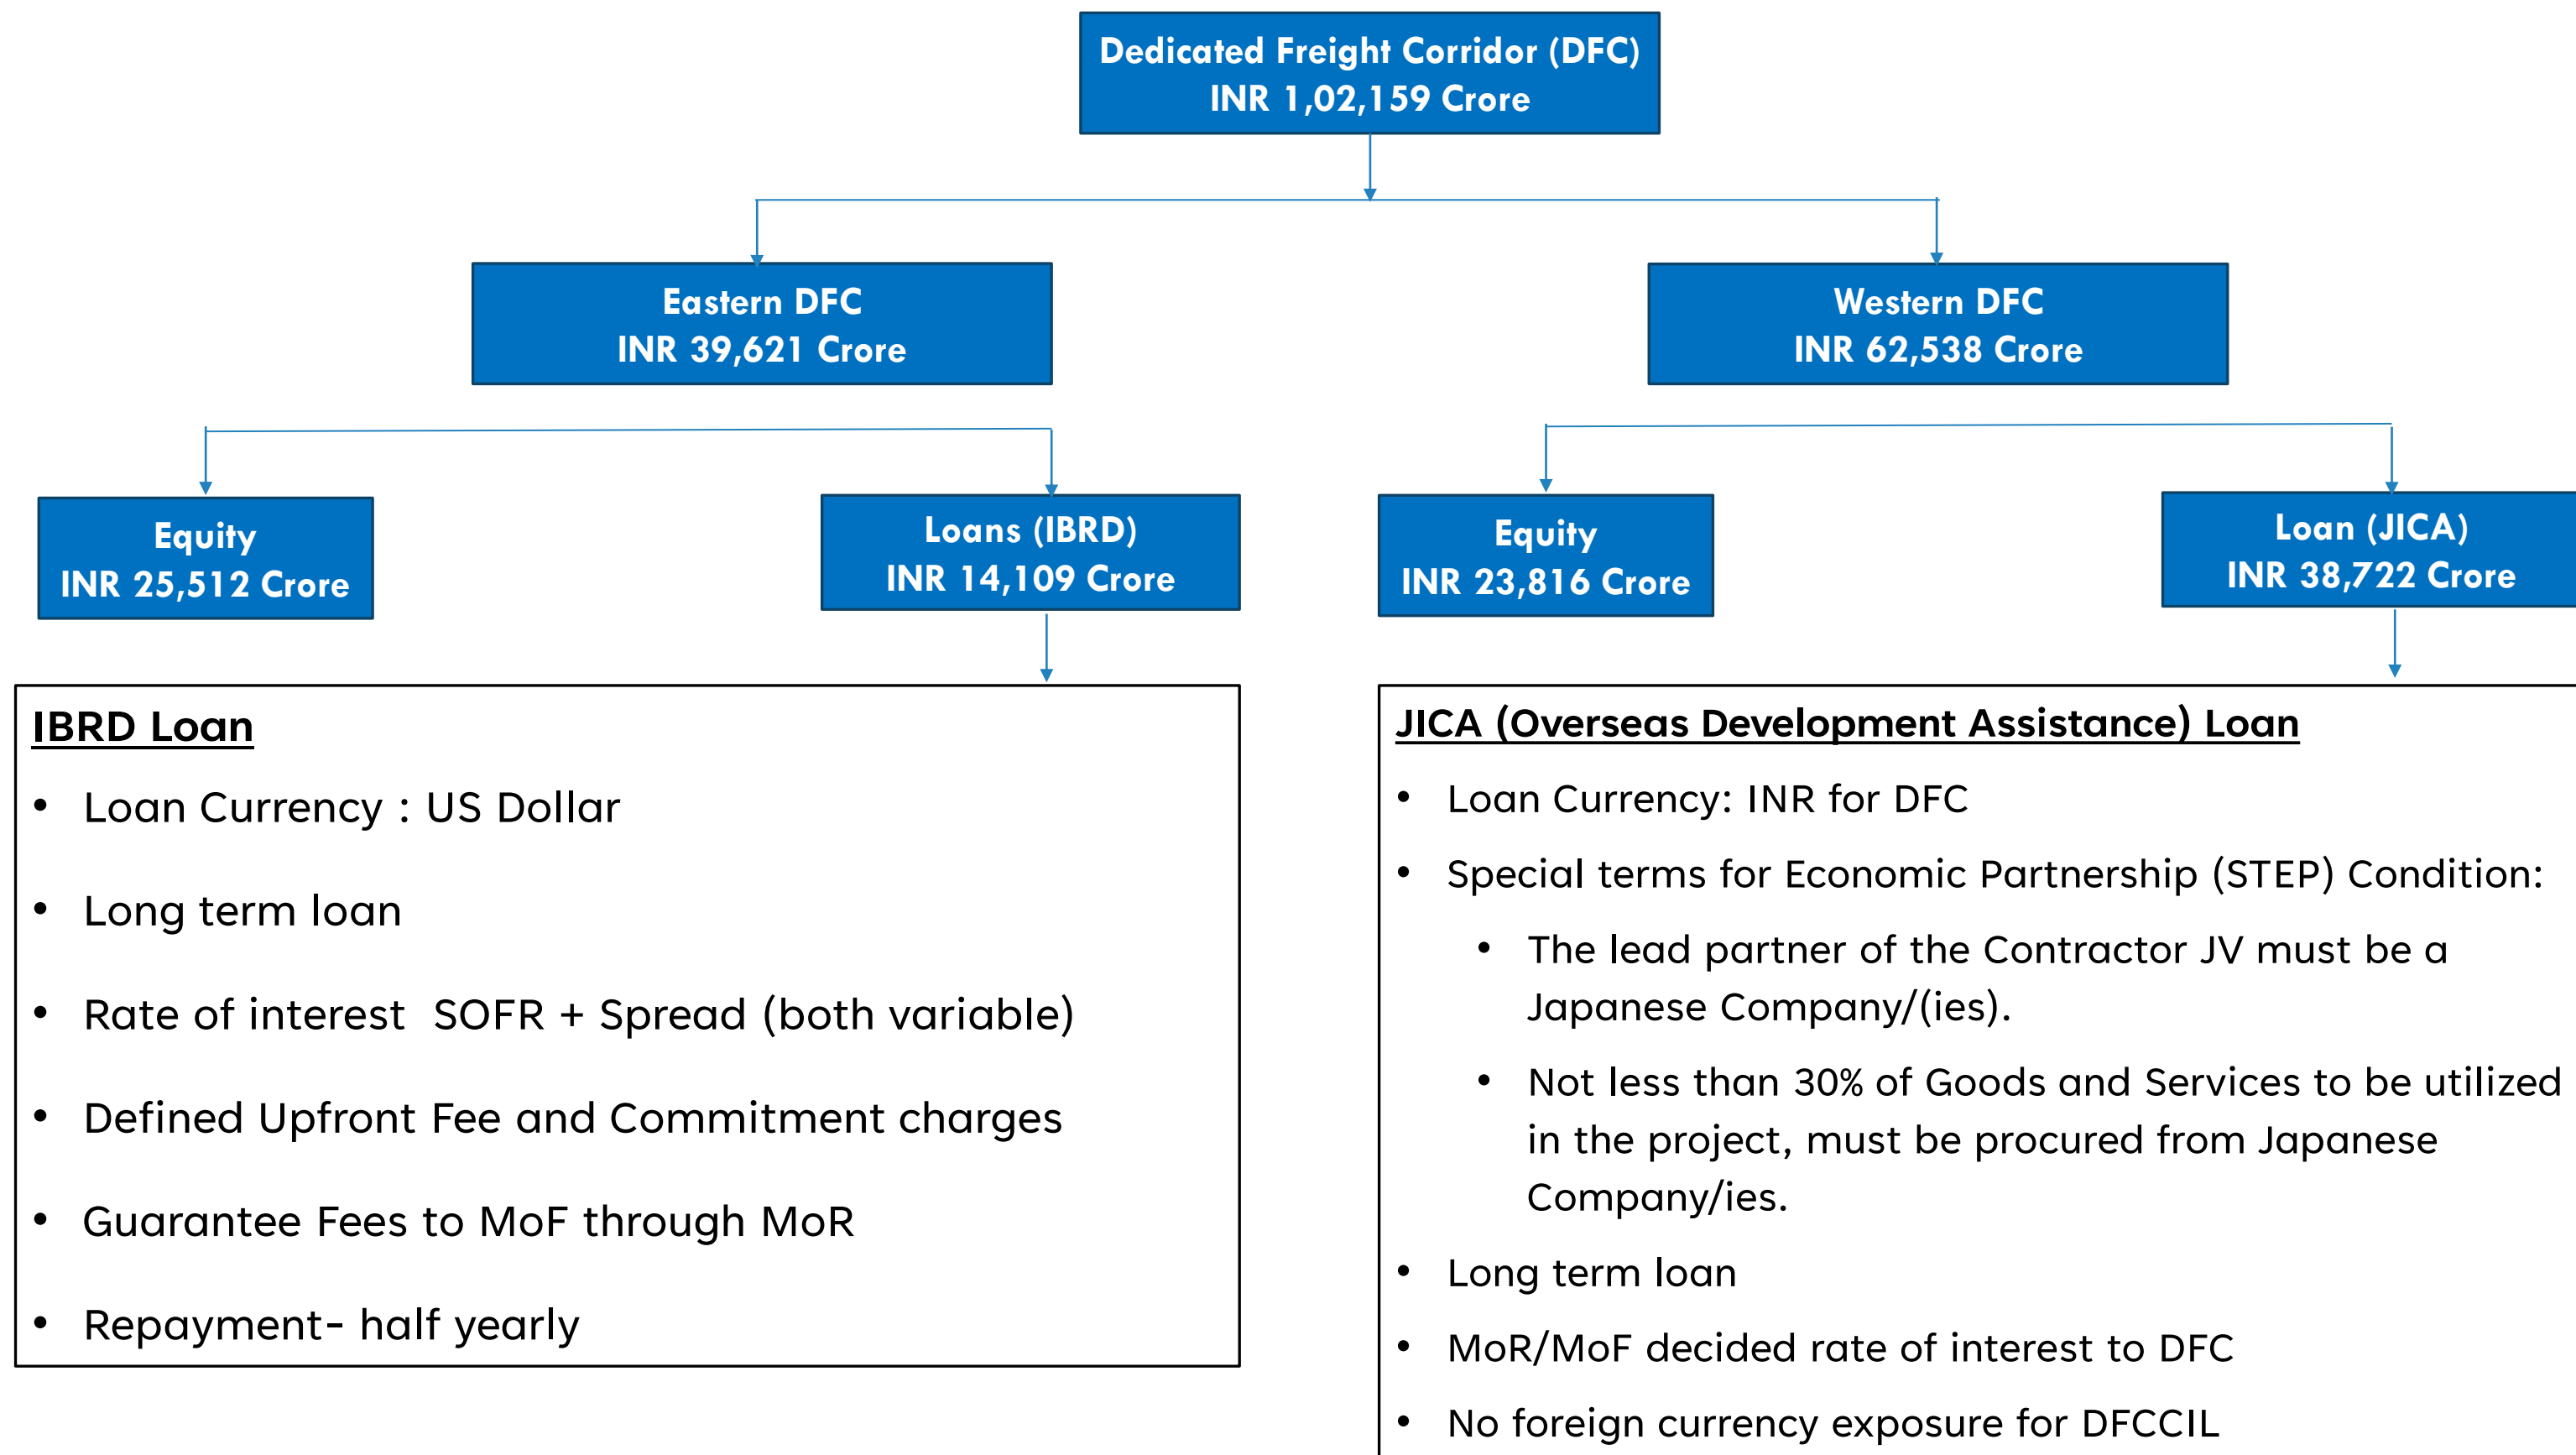 Dedicated Freight Corridor (DFC)
INR 1,02,159 Crore
Eastern DFC
INR 39,621 Crore
Western DFC
INR 62,538 Crore
Equity
INR 25,512 Crore
Loans (IBRD)
INR 14,109 Crore
Equity
INR 23,816 Crore
Loan (JICA)
INR 38,722 Crore
IBRD Loan
• Loan Currency : US Dollar
• Long term loan
• Rate of interest SOFR + Spread (both variable)
• Defined Upfront Fee and Commitment charges
• Guarantee Fees to MoF through MoR
• Repayment- half yearly
JICA (Overseas Development Assistance) Loan
• Loan Currency: INR for DFC
• Special terms for Economic Partnership (STEP) Condition:
• The lead partner of the Contractor JV must be a
Japanese Company/(ies).
• Not less than 30% of Goods and Services to be utilized
in the project, must be procured from Japanese
Company/ies.
• Long term loan
• MoR/MoF decided rate of interest to DFC
• No foreign currency exposure for DFCCIL